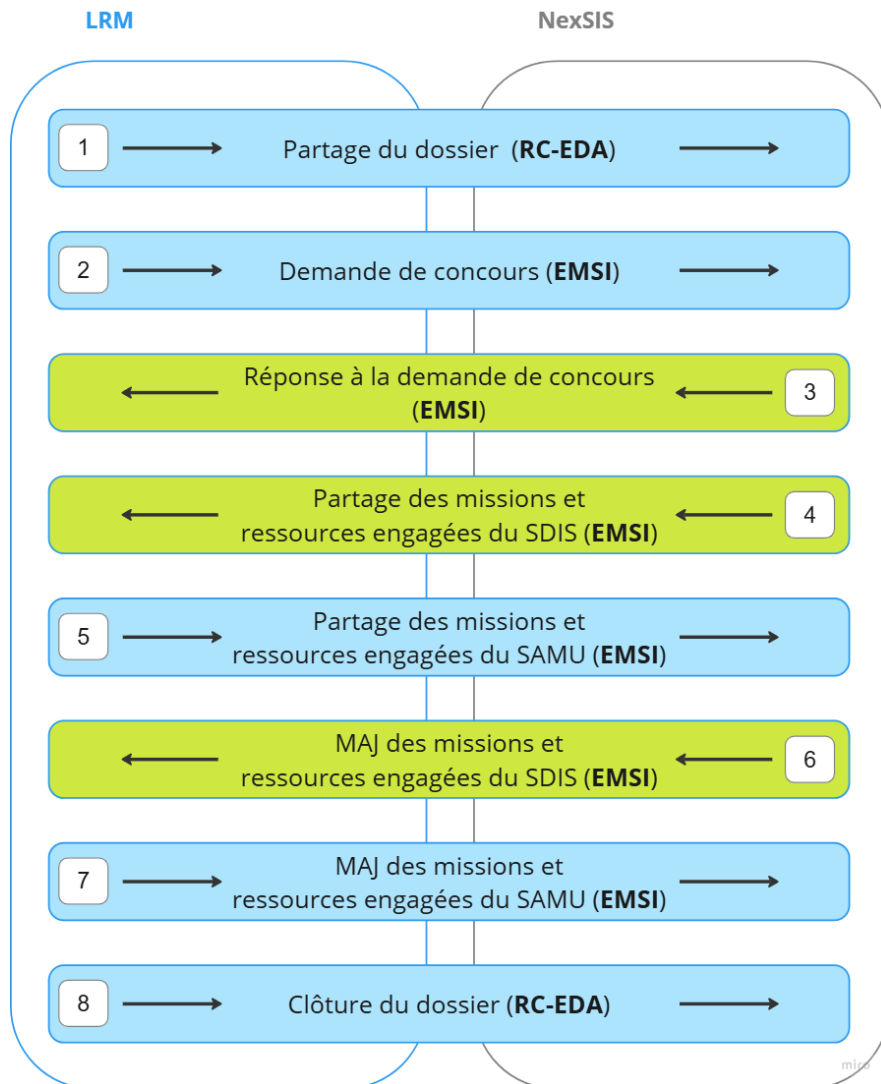 LRM
NexSIS
1
Partage du dossier (RC-EDA)
2
Demande de concours (EMSI)
Réponse à la demande de concours
(EMSI)
3
Partage des missions et
ressources engagées du SDIS (EMSI)
4
5
Partage des missions et
ressources engagées du SAMU (EMSI)
MAJ des missions et
ressources engagées du SDIS (EMSI)
6
7
MAJ des missions et
ressources engagées du SAMU (EMSI)
8
Clôture du dossier (RC-EDA)
miro